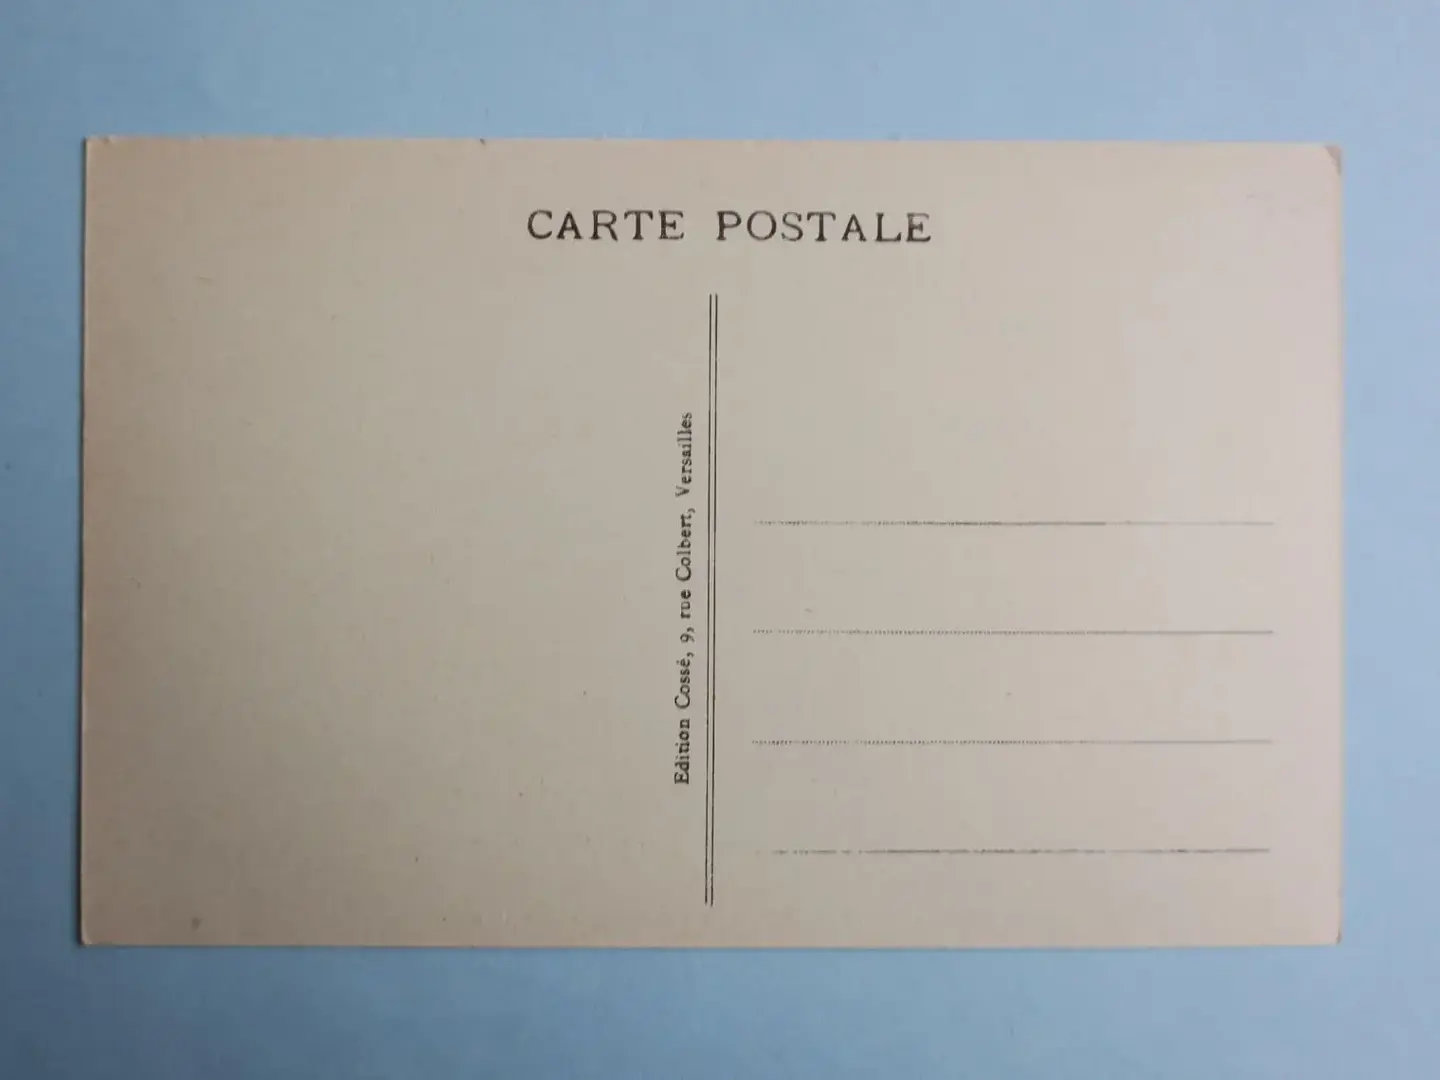 CARTE POSTALE
Edition Cossé, 9, rue Colbert, Versailles